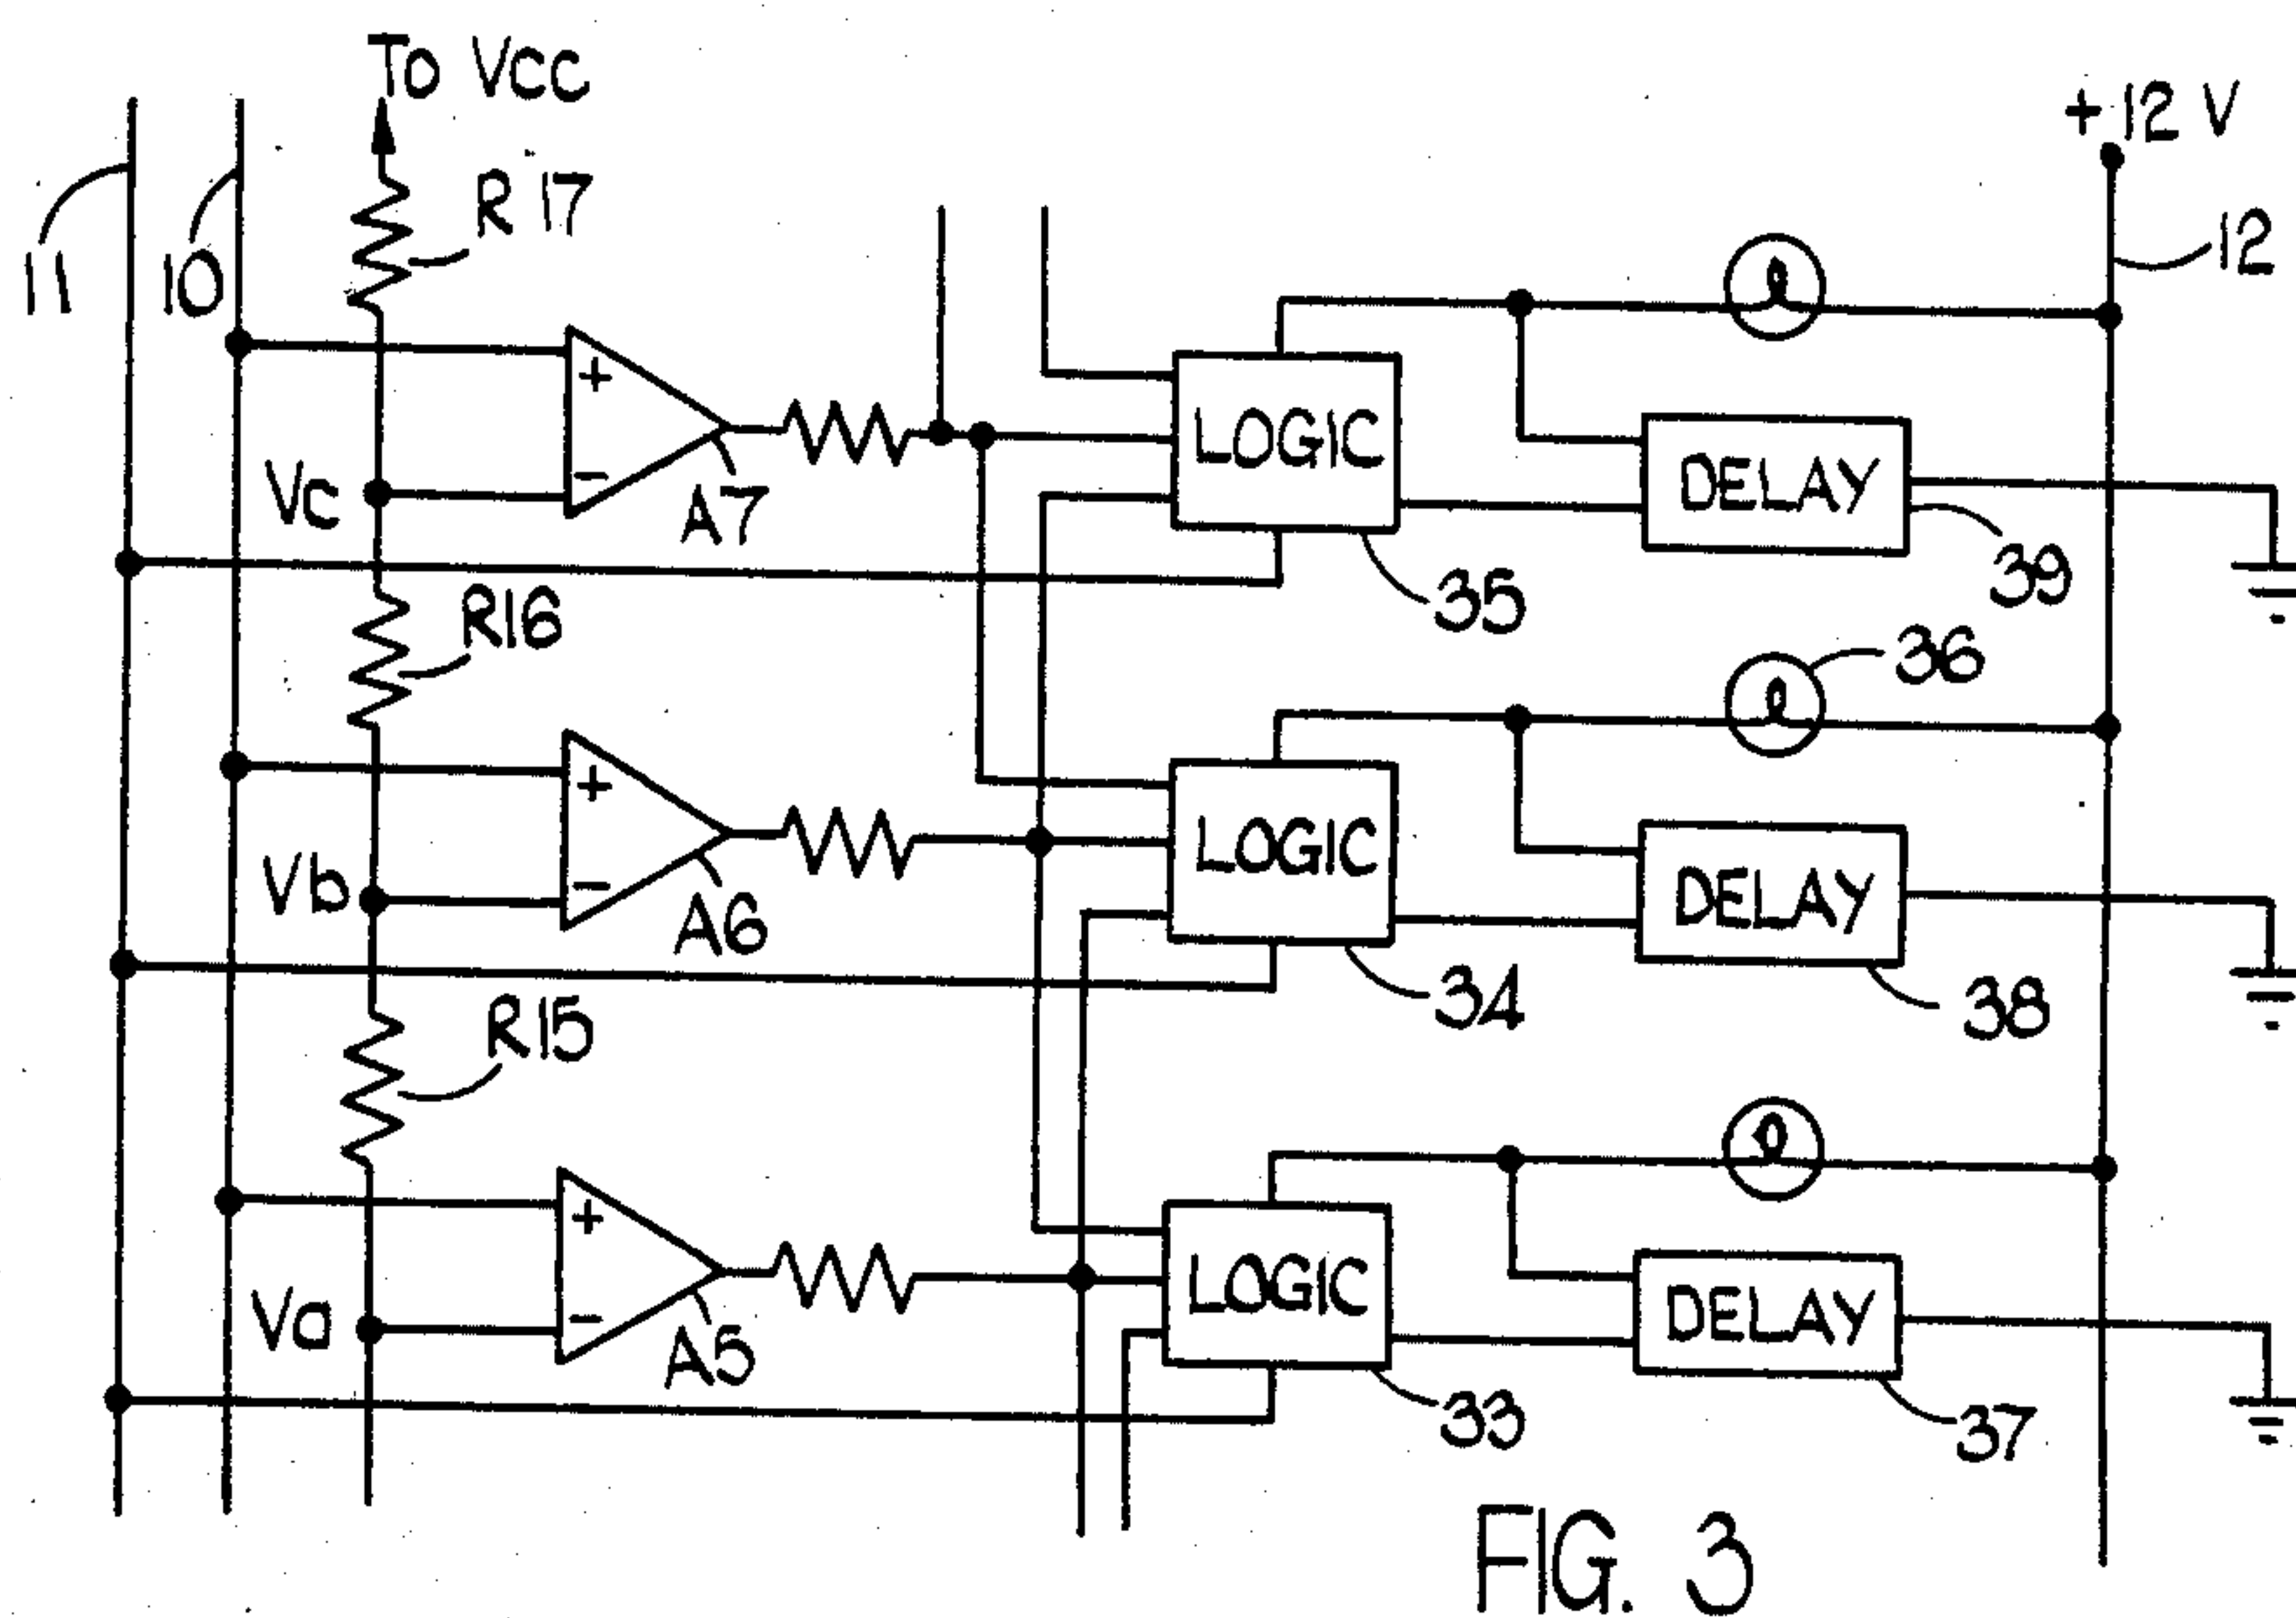 To Vcc
+12 V
R 17
11
10
12
+
LOGIC
Vc
−
A7
DELAY
35
39
R16
36
+
LOGIC
Vb
−
A6
DELAY
34
38
R15
+
LOGIC
DELAY
Va
−
A5
33
37
FIG. 3